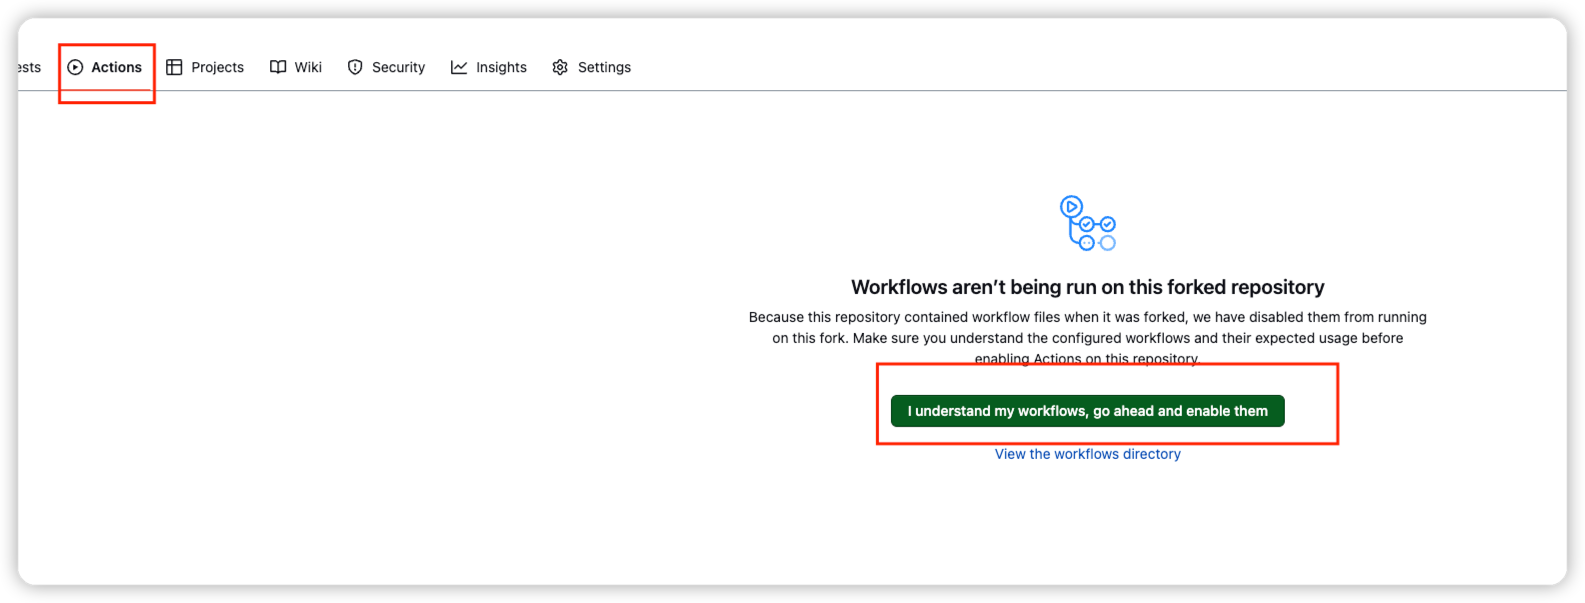 ests Actions Projects Wiki Security Insights Settings
Workflows aren’t being run on this forked repository
Because this repository contained workflow files when it was forked, we have disabled them from running
on this fork. Make sure you understand the configured workflows and their expected usage before
enabling Actions on this repository.
I understand my workflows, go ahead and enable them
View the workflows directory